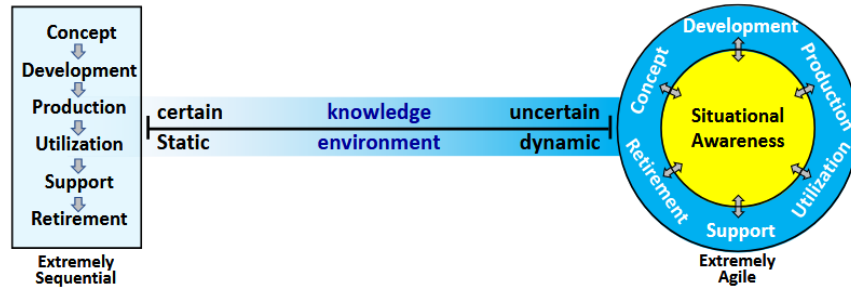 Concept
Development
Production
Utilization
Support
Retirement
Extremely
Sequential
certain knowledge uncertain
Static environment dynamic
Development
Concept
Production
Situational
Awareness
Retirement
Utilization
Support
Extremely
Agile